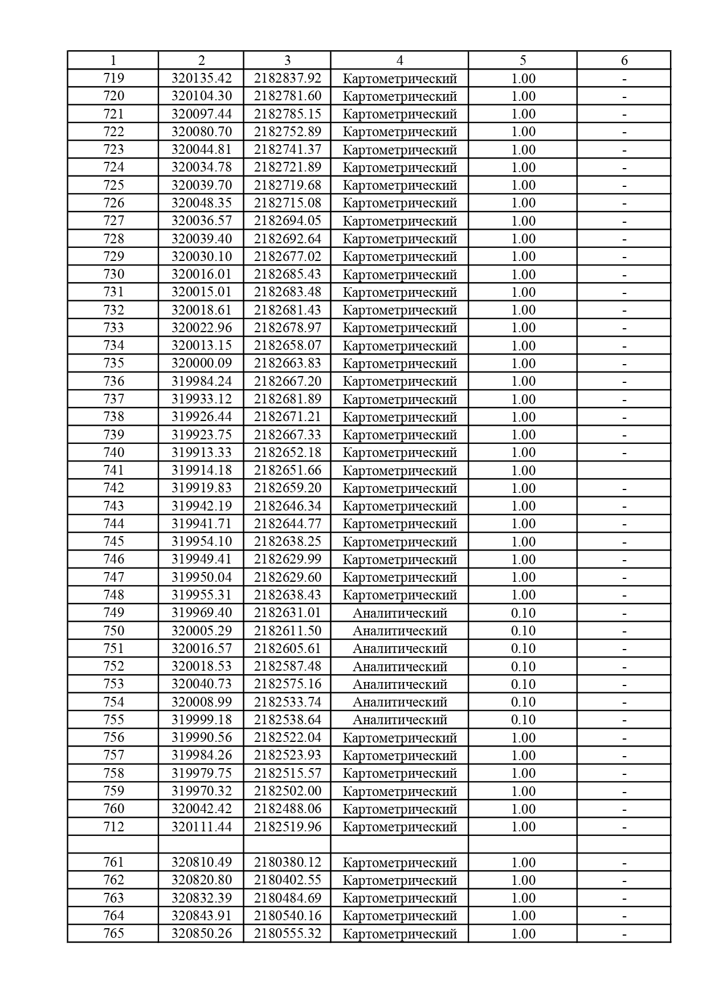 1 2 3 4 5 6
719 320135.42 2182837.92 Картометрический 1.00 -
720 320104.30 2182781.60 Картометрический 1.00 -
721 320097.44 2182785.15 Картометрический 1.00 -
722 320080.70 2182752.89 Картометрический 1.00 -
723 320044.81 2182741.37 Картометрический 1.00 -
724 320034.78 2182721.89 Картометрический 1.00 -
725 320039.70 2182719.68 Картометрический 1.00 -
726 320048.35 2182715.08 Картометрический 1.00 -
727 320036.57 2182694.05 Картометрический 1.00 -
728 320039.40 2182692.64 Картометрический 1.00 -
729 320030.10 2182677.02 Картометрический 1.00 -
730 320016.01 2182685.43 Картометрический 1.00 -
731 320015.01 2182683.48 Картометрический 1.00 -
732 320018.61 2182681.43 Картометрический 1.00 -
733 320022.96 2182678.97 Картометрический 1.00 -
734 320013.15 2182658.07 Картометрический 1.00 -
735 320000.09 2182663.83 Картометрический 1.00 -
736 319984.24 2182667.20 Картометрический 1.00 -
737 319933.12 2182681.89 Картометрический 1.00 -
738 319926.44 2182671.21 Картометрический 1.00 -
739 319923.75 2182667.33 Картометрический 1.00 -
740 319913.33 2182652.18 Картометрический 1.00 -
741 319914.18 2182651.66 Картометрический 1.00
742 319919.83 2182659.20 Картометрический 1.00 -
743 319942.19 2182646.34 Картометрический 1.00 -
744 319941.71 2182644.77 Картометрический 1.00 -
745 319954.10 2182638.25 Картометрический 1.00 -
746 319949.41 2182629.99 Картометрический 1.00 -
747 319950.04 2182629.60 Картометрический 1.00 -
748 319955.31 2182638.43 Картометрический 1.00 -
749 319969.40 2182631.01 Аналитический 0.10 -
750 320005.29 2182611.50 Аналитический 0.10 -
751 320016.57 2182605.61 Аналитический 0.10 -
752 320018.53 2182587.48 Аналитический 0.10 -
753 320040.73 2182575.16 Аналитический 0.10 -
754 320008.99 2182533.74 Аналитический 0.10 -
755 319999.18 2182538.64 Аналитический 0.10 -
756 319990.56 2182522.04 Картометрический 1.00 -
757 319984.26 2182523.93 Картометрический 1.00 -
758 319979.75 2182515.57 Картометрический 1.00 -
759 319970.32 2182502.00 Картометрический 1.00 -
760 320042.42 2182488.06 Картометрический 1.00 -
712 320111.44 2182519.96 Картометрический 1.00 -
761 320810.49 2180380.12 Картометрический 1.00 -
762 320820.80 2180402.55 Картометрический 1.00 -
763 320832.39 2180484.69 Картометрический 1.00 -
764 320843.91 2180540.16 Картометрический 1.00 -
765 320850.26 2180555.32 Картометрический 1.00 -